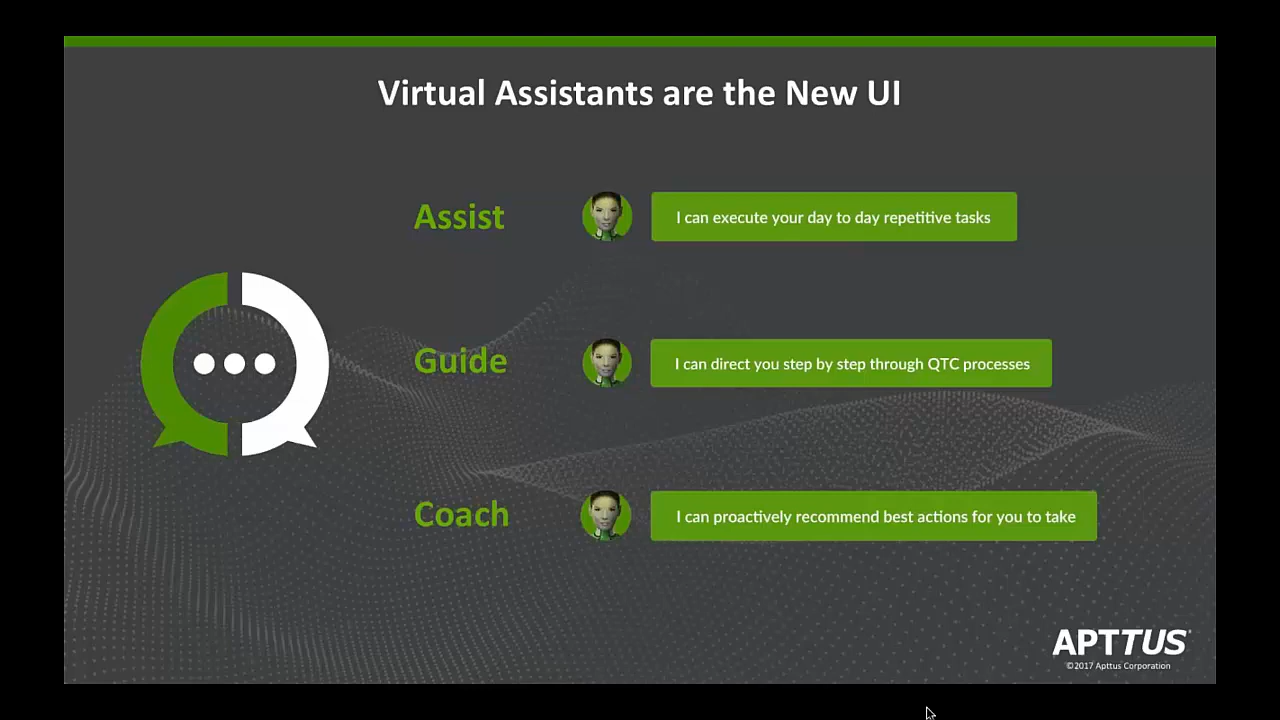 Virtual Assistants are the New UI
Assist
I can execute your day to day repetitive tasks
Guide
I can direct you step by step through QTC processes
Coach
I can proactively recommend best actions for you to take
APTTUS®
©2017 Apttus Corporation